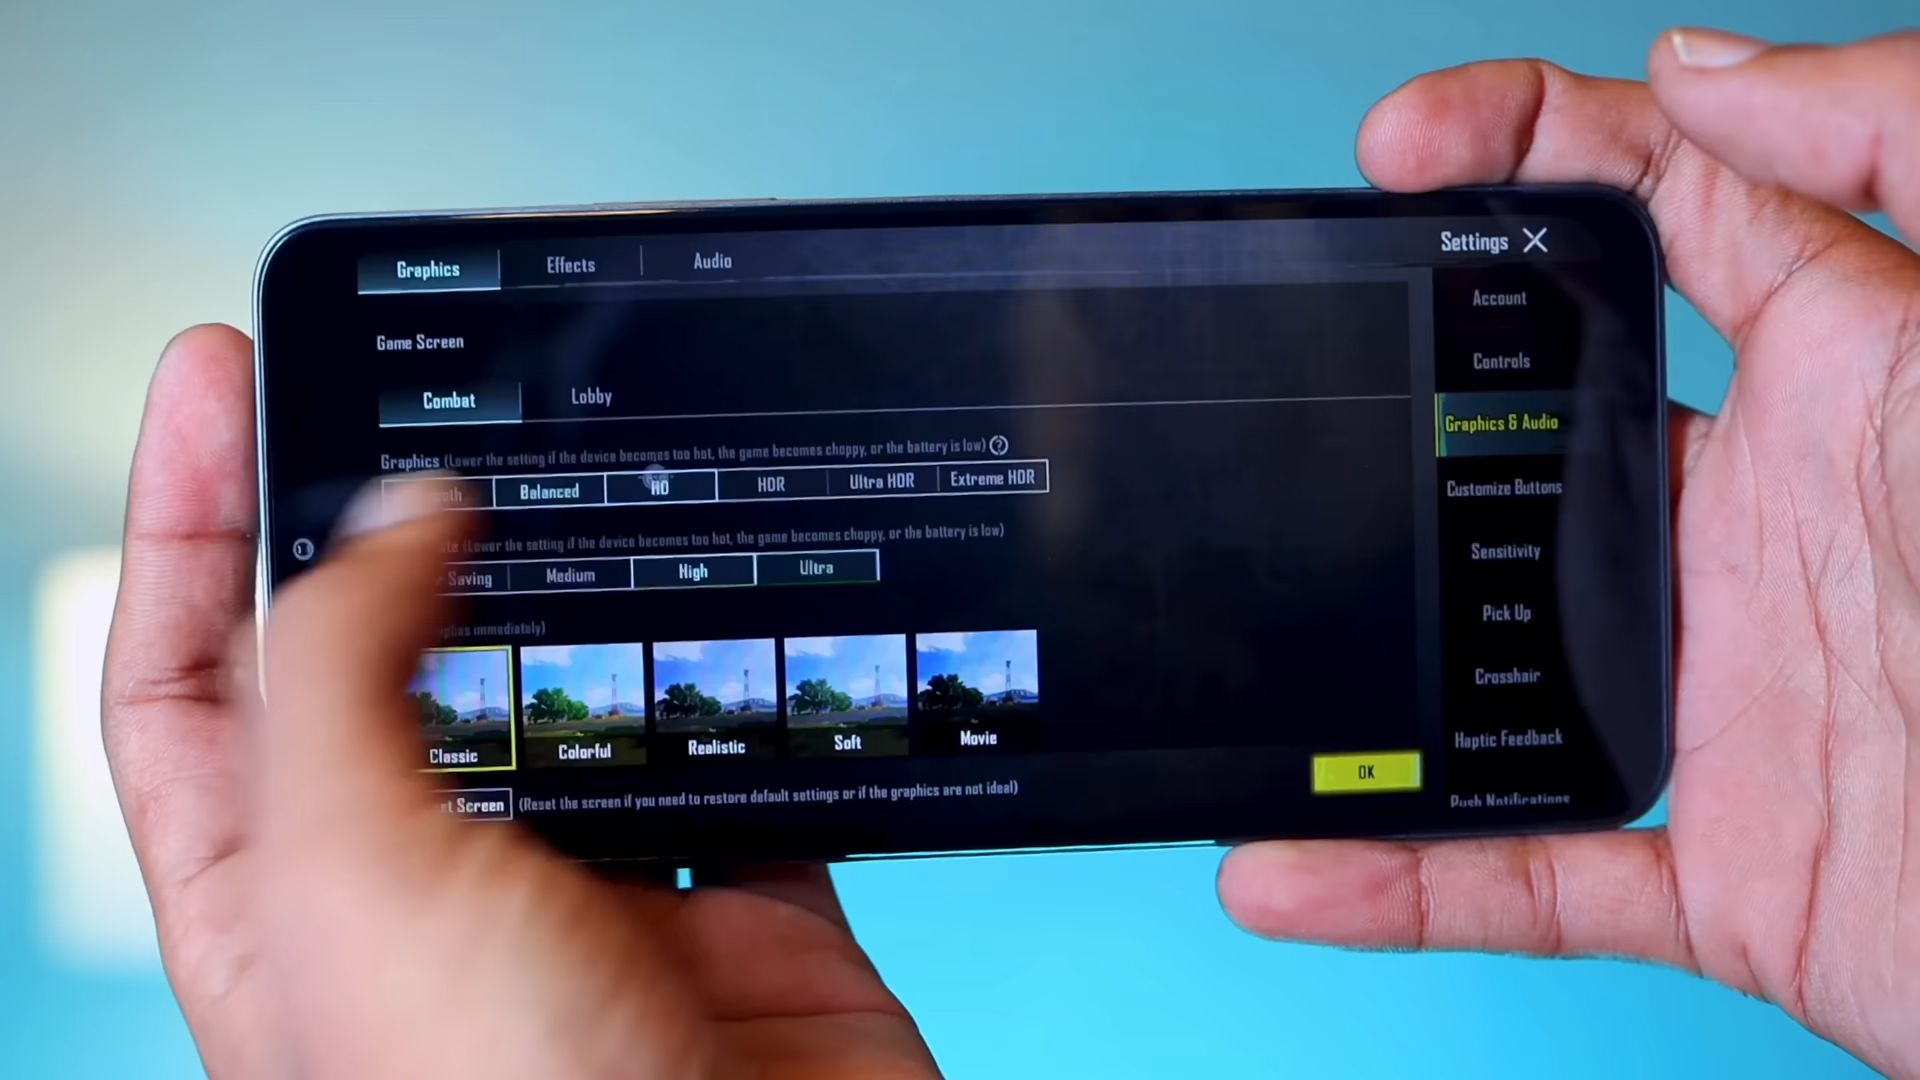 Graphics Effects Audio Settings
Account
Game Screen
Controls
Combat Lobby
Graphics & Audio
Graphics (Lower the setting if the device becomes too hot, the game becomes choppy, or the battery is low) ?
Balanced HD HDR Ultra HDR Extreme HDR
Customize Buttons
(Lower the setting if the device becomes too hot, the game becomes choppy, or the battery is low)
Sensitivity
Saving Medium High Ultra
Pick Up
immediately)
Crosshair
Classic Colorful Realistic Soft Movie
Haptic Feedback
OK
Screen (Reset the screen if you need to restore default settings or if the graphics are not ideal)
Push Notifications